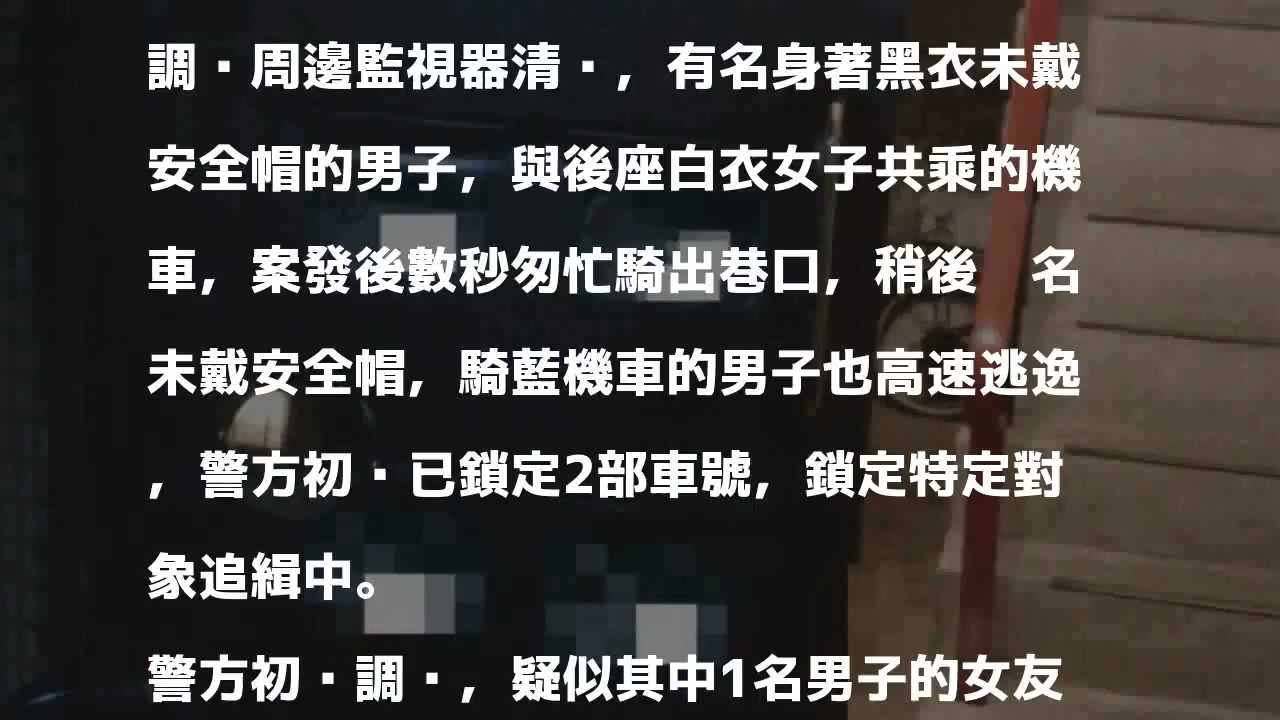 調·周邊監視器清·，有名身著黑衣未戴
安全帽的男子，與後座白衣女子共乘的機
車，案發後數秒匆忙騎出巷口，稍後　名
未戴安全帽，騎藍機車的男子也高速逃逸
，警方初·已鎖定2部車號，鎖定特定對
象追緝中。
警方初·調·，疑似其中1名男子的女友